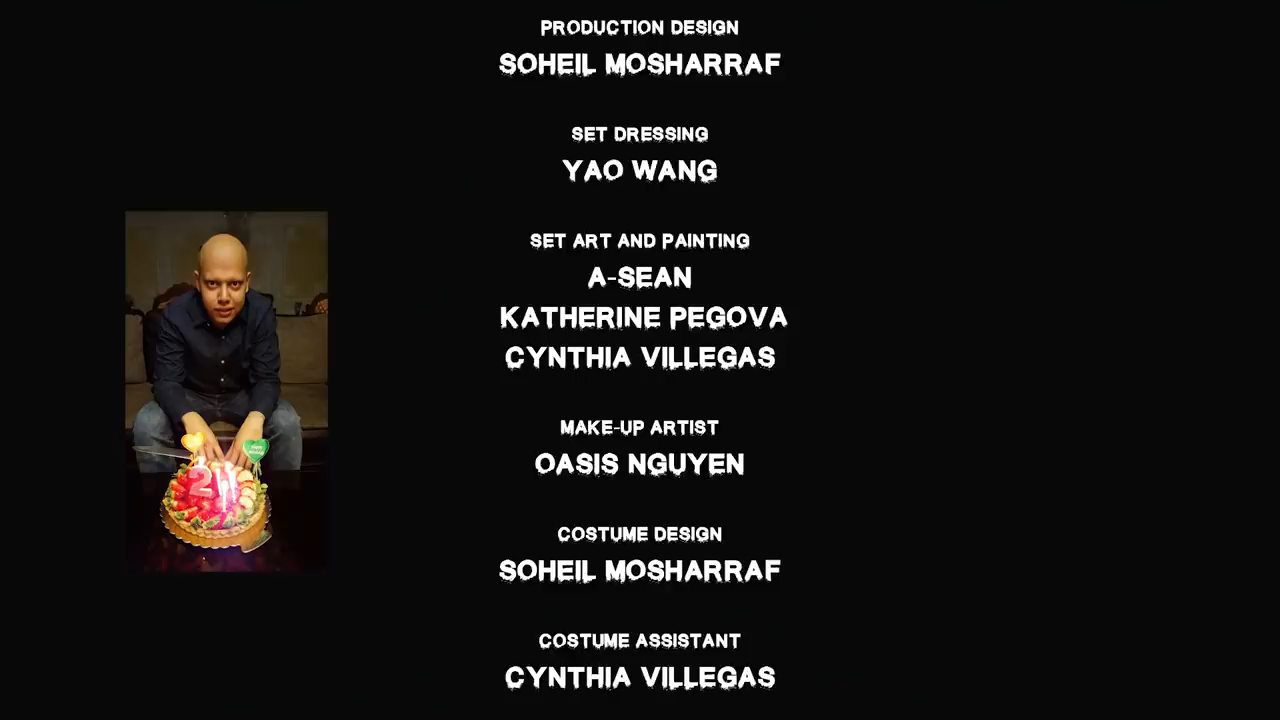 PRODUCTION DESIGN
SOHEIL MOSHARRAF
SET DRESSING
YAO WANG
SET ART AND PAINTING
A-SEAN
KATHERINE PEGOVA
CYNTHIA VILLEGAS
MAKE-UP ARTIST
OASIS NGUYEN
COSTUME DESIGN
SOHEIL MOSHARRAF
COSTUME ASSISTANT
CYNTHIA VILLEGAS